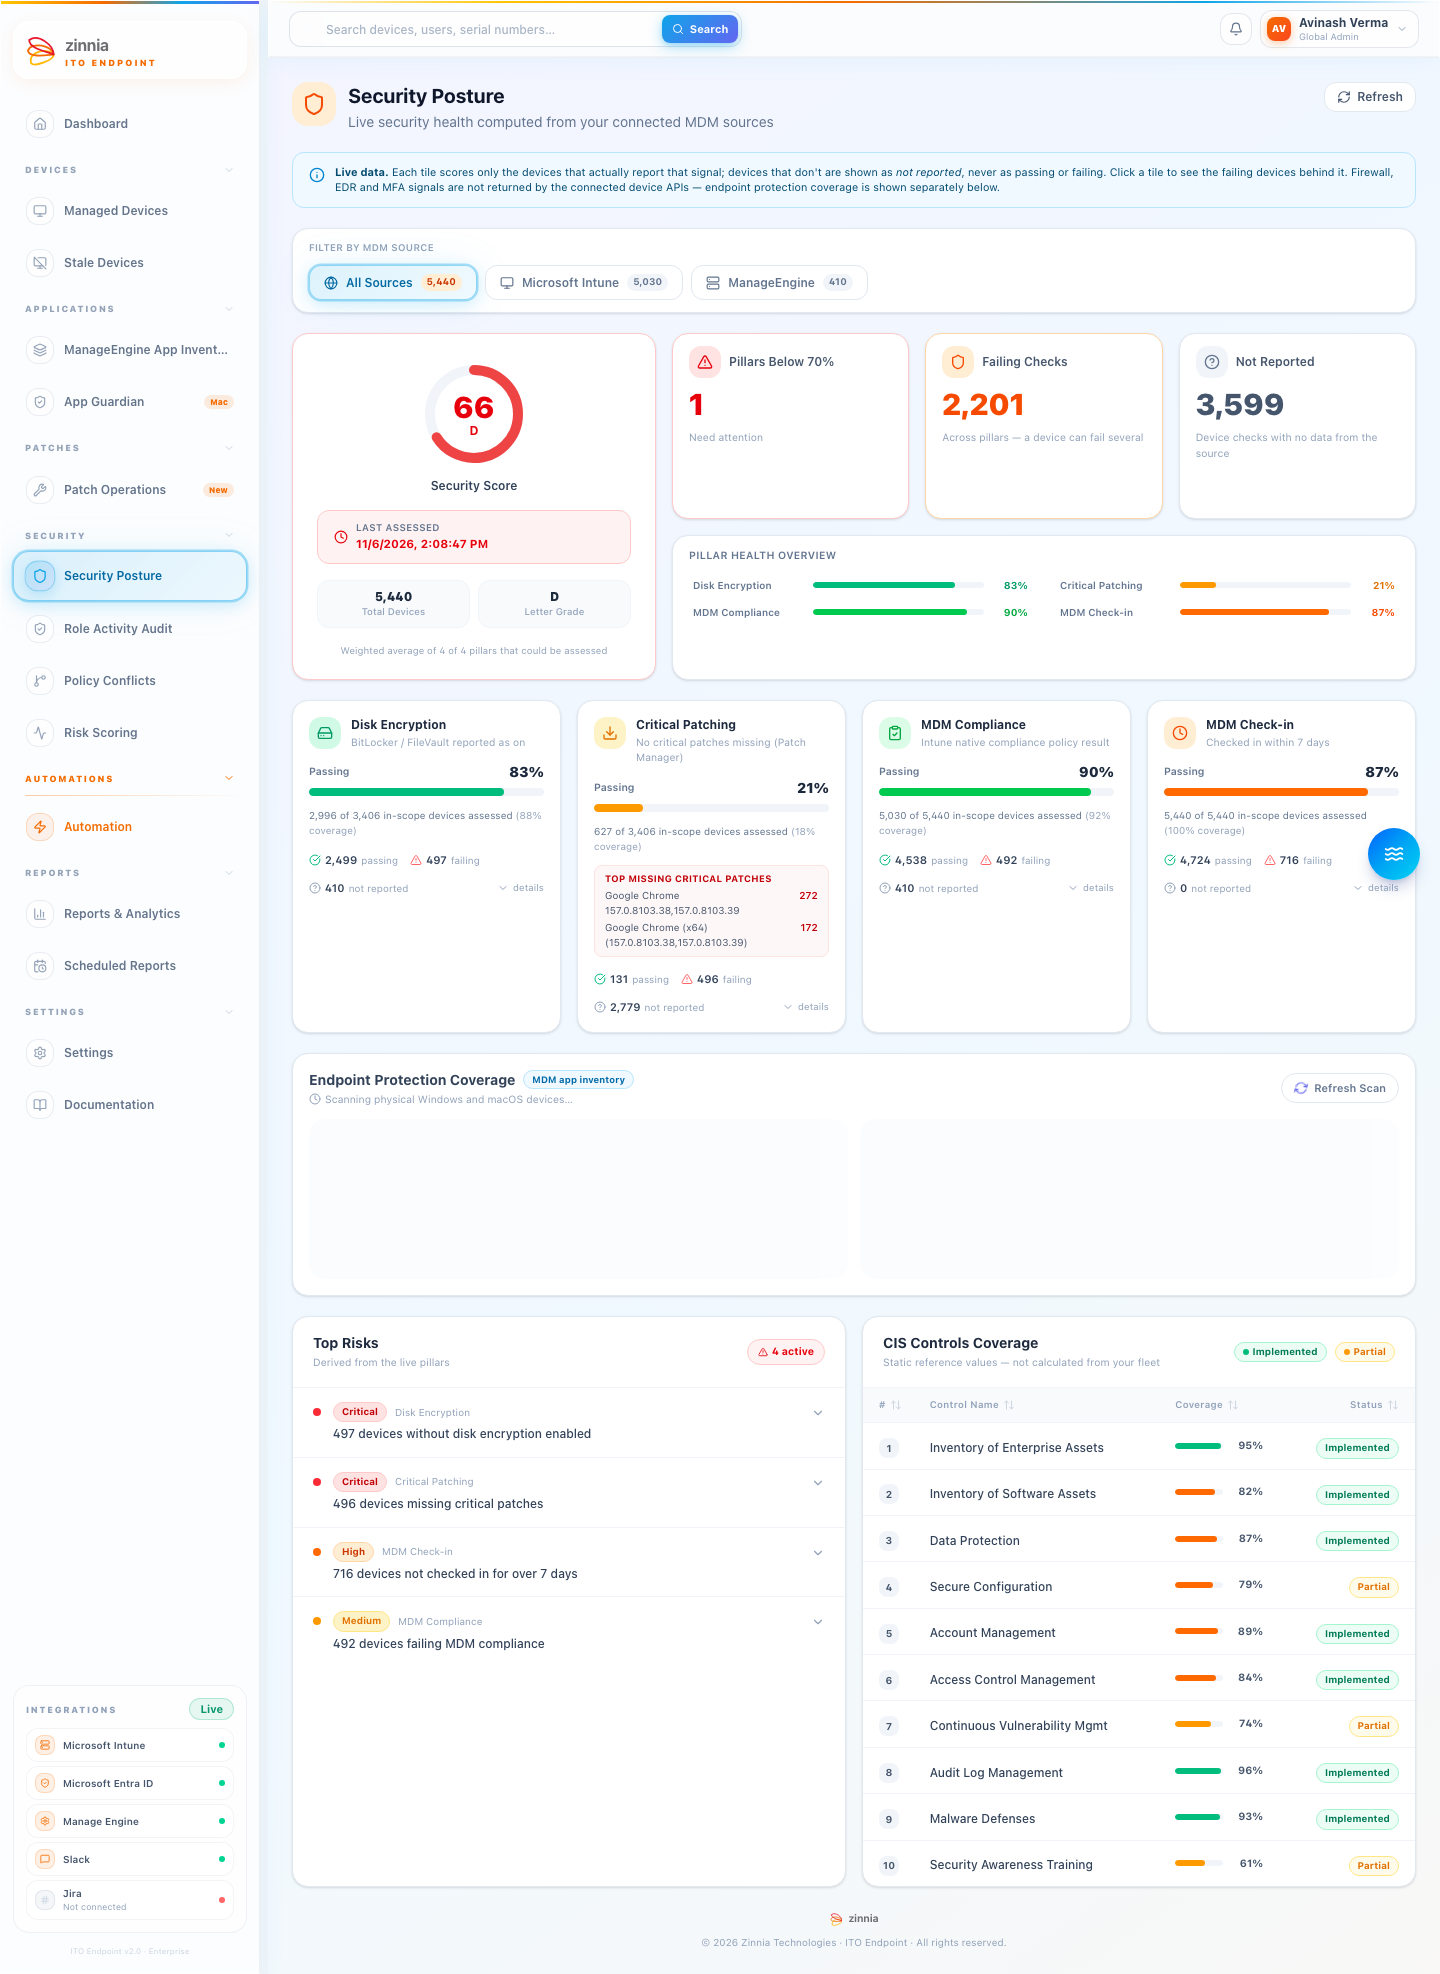 zinnia
ITO ENDPOINT
Dashboard
DEVICES
Managed Devices
Stale Devices
APPLICATIONS
ManageEngine App Invent...
App Guardian
Mac
PATCHES
Patch Operations
New
SECURITY
Security Posture
Role Activity Audit
Policy Conflicts
Risk Scoring
AUTOMATIONS
Automation
REPORTS
Reports & Analytics
Scheduled Reports
SETTINGS
Settings
Documentation
INTEGRATIONS
Live
Microsoft Intune
Microsoft Entra ID
Manage Engine
Slack
Jira
Not connected
ITO Endpoint v2.0 · Enterprise
Search devices, users, serial numbers...
Search
AV
Avinash Verma
Global Admin
Security Posture
Live security health computed from your connected MDM sources
Refresh
Live data. Each tile scores only the devices that actually report that signal; devices that don't are shown as not reported, never as passing or failing. Click a tile to see the failing devices behind it. Firewall,
EDR and MFA signals are not returned by the connected device APIs — endpoint protection coverage is shown separately below.
FILTER BY MDM SOURCE
All Sources 5,440
Microsoft Intune 5,030
ManageEngine 410
66
D
Security Score
LAST ASSESSED
11/6/2026, 2:08:47 PM
5,440
Total Devices
D
Letter Grade
Weighted average of 4 of 4 pillars that could be assessed
Pillars Below 70%
1
Need attention
Failing Checks
2,201
Across pillars — a device can fail several
Not Reported
3,599
Device checks with no data from the
source
PILLAR HEALTH OVERVIEW
Disk Encryption 83%
Critical Patching 21%
MDM Compliance 90%
MDM Check-in 87%
Disk Encryption
BitLocker / FileVault reported as on
Passing 83%
2,996 of 3,406 in-scope devices assessed (88%
coverage)
2,499 passing 497 failing
410 not reported details
Critical Patching
No critical patches missing (Patch
Manager)
Passing 21%
627 of 3,406 in-scope devices assessed (18%
coverage)
TOP MISSING CRITICAL PATCHES
Google Chrome 272
157.0.8103.38,157.0.8103.39
Google Chrome (x64) 172
(157.0.8103.38,157.0.8103.39)
131 passing 496 failing
2,779 not reported details
MDM Compliance
Intune native compliance policy result
Passing 90%
5,030 of 5,440 in-scope devices assessed (92%
coverage)
4,538 passing 492 failing
410 not reported details
MDM Check-in
Checked in within 7 days
Passing 87%
5,440 of 5,440 in-scope devices assessed
(100% coverage)
4,724 passing 716 failing
0 not reported details
Endpoint Protection Coverage MDM app inventory
Scanning physical Windows and macOS devices...
Refresh Scan
Top Risks
Derived from the live pillars
4 active
Critical Disk Encryption
497 devices without disk encryption enabled
Critical Critical Patching
496 devices missing critical patches
High MDM Check-in
716 devices not checked in for over 7 days
Medium MDM Compliance
492 devices failing MDM compliance
CIS Controls Coverage
Static reference values — not calculated from your fleet
Implemented Partial
# Control Name Coverage Status
1 Inventory of Enterprise Assets 95% Implemented
2 Inventory of Software Assets 82% Implemented
3 Data Protection 87% Implemented
4 Secure Configuration 79% Partial
5 Account Management 89% Implemented
6 Access Control Management 84% Implemented
7 Continuous Vulnerability Mgmt 74% Partial
8 Audit Log Management 96% Implemented
9 Malware Defenses 93% Implemented
10 Security Awareness Training 61% Partial
zinnia
© 2026 Zinnia Technologies · ITO Endpoint · All rights reserved.